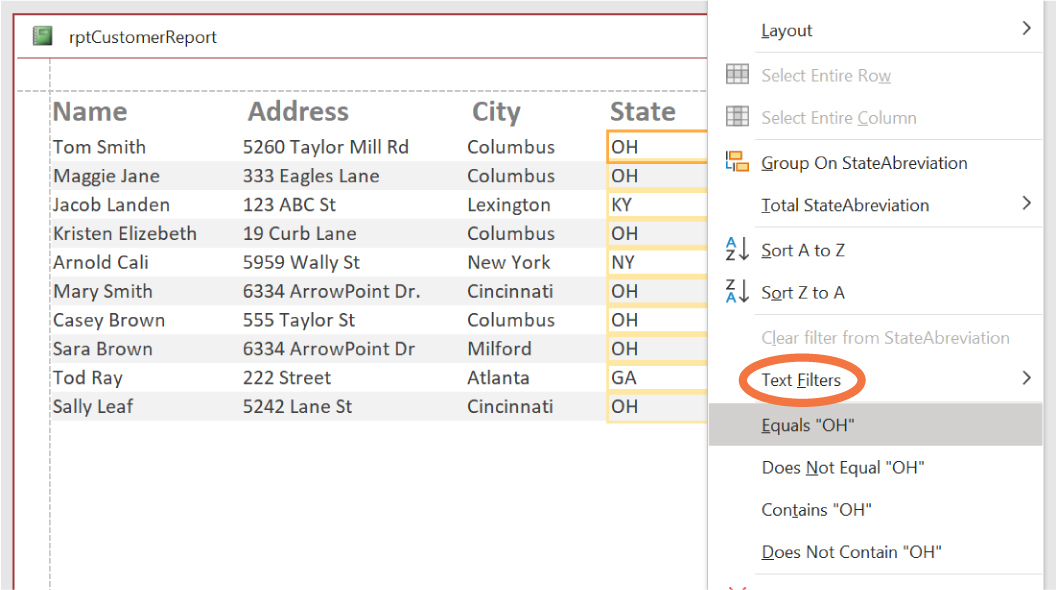 rptCustomerReport
Name Address City State
Tom Smith 5260 Taylor Mill Rd Columbus OH
Maggie Jane 333 Eagles Lane Columbus OH
Jacob Landen 123 ABC St Lexington KY
Kristen Elizebeth 19 Curb Lane Columbus OH
Arnold Cali 5959 Wally St New York NY
Mary Smith 6334 ArrowPoint Dr. Cincinnati OH
Casey Brown 555 Taylor St Columbus OH
Sara Brown 6334 ArrowPoint Dr Milford OH
Tod Ray 222 Street Atlanta GA
Sally Leaf 5242 Lane St Cincinnati OH
Layout
Select Entire Row
Select Entire Column
Group On StateAbreviation
Total StateAbreviation
Sort A to Z
Sort Z to A
Clear filter from StateAbreviation
Text Filters
Equals "OH"
Does Not Equal "OH"
Contains "OH"
Does Not Contain "OH"